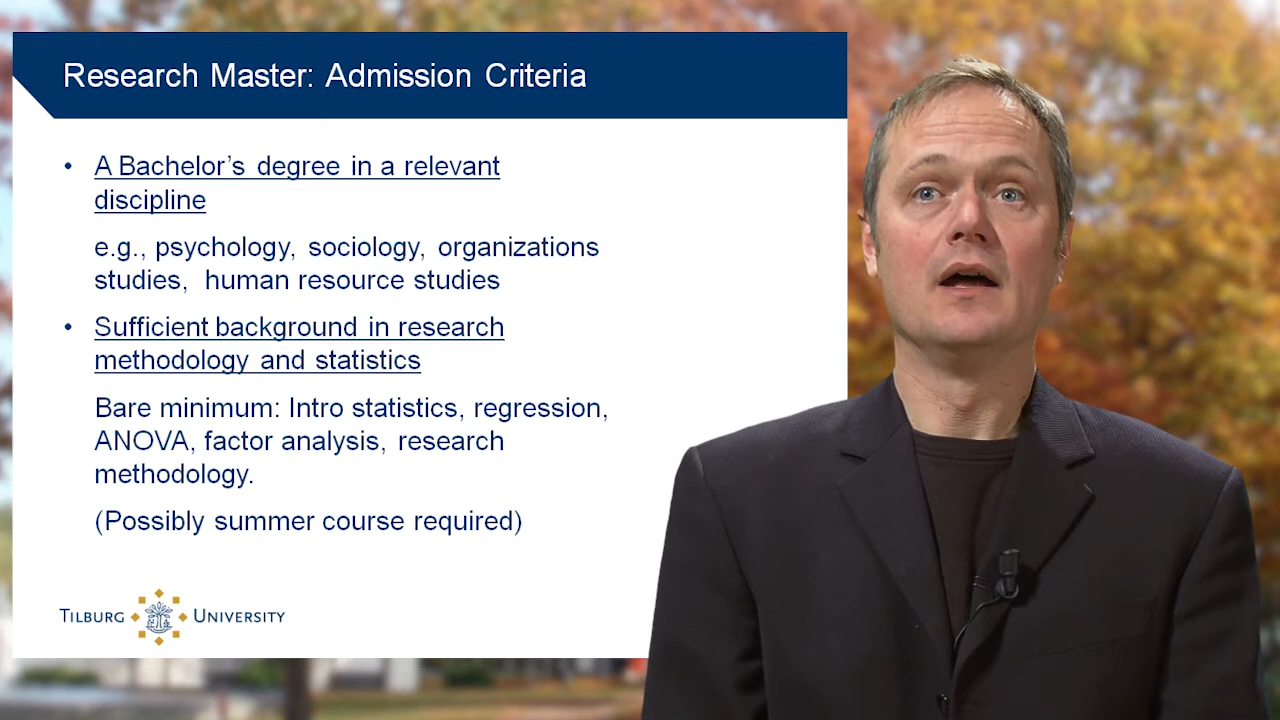 Research Master: Admission Criteria
• A Bachelor’s degree in a relevant
discipline
e.g., psychology, sociology, organizations
studies, human resource studies
• Sufficient background in research
methodology and statistics
Bare minimum: Intro statistics, regression,
ANOVA, factor analysis, research
methodology.
(Possibly summer course required)
TILBURG UNIVERSITY